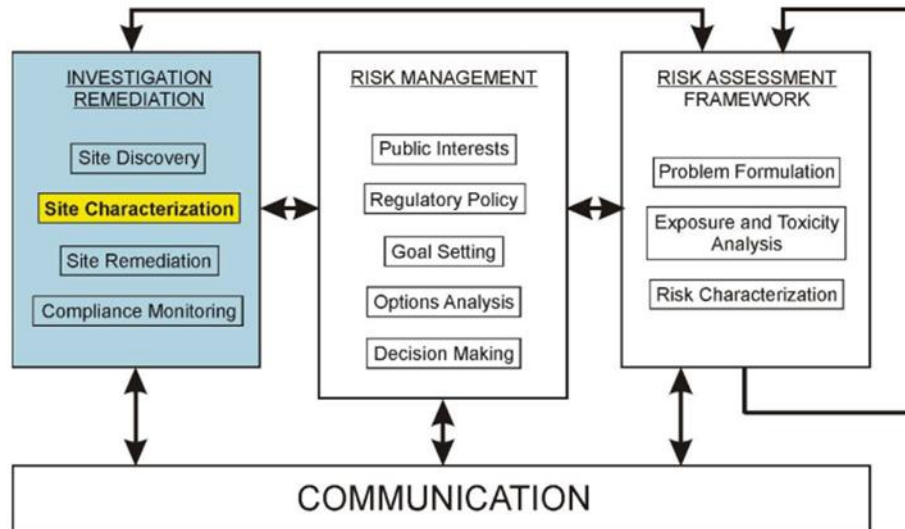 INVESTIGATION
REMEDIATION
Site Discovery
Site Characterization
Site Remediation
Compliance Monitoring
RISK MANAGEMENT
Public Interests
Regulatory Policy
Goal Setting
Options Analysis
Decision Making
RISK ASSESSMENT
FRAMEWORK
Problem Formulation
Exposure and Toxicity
Analysis
Risk Characterization
COMMUNICATION